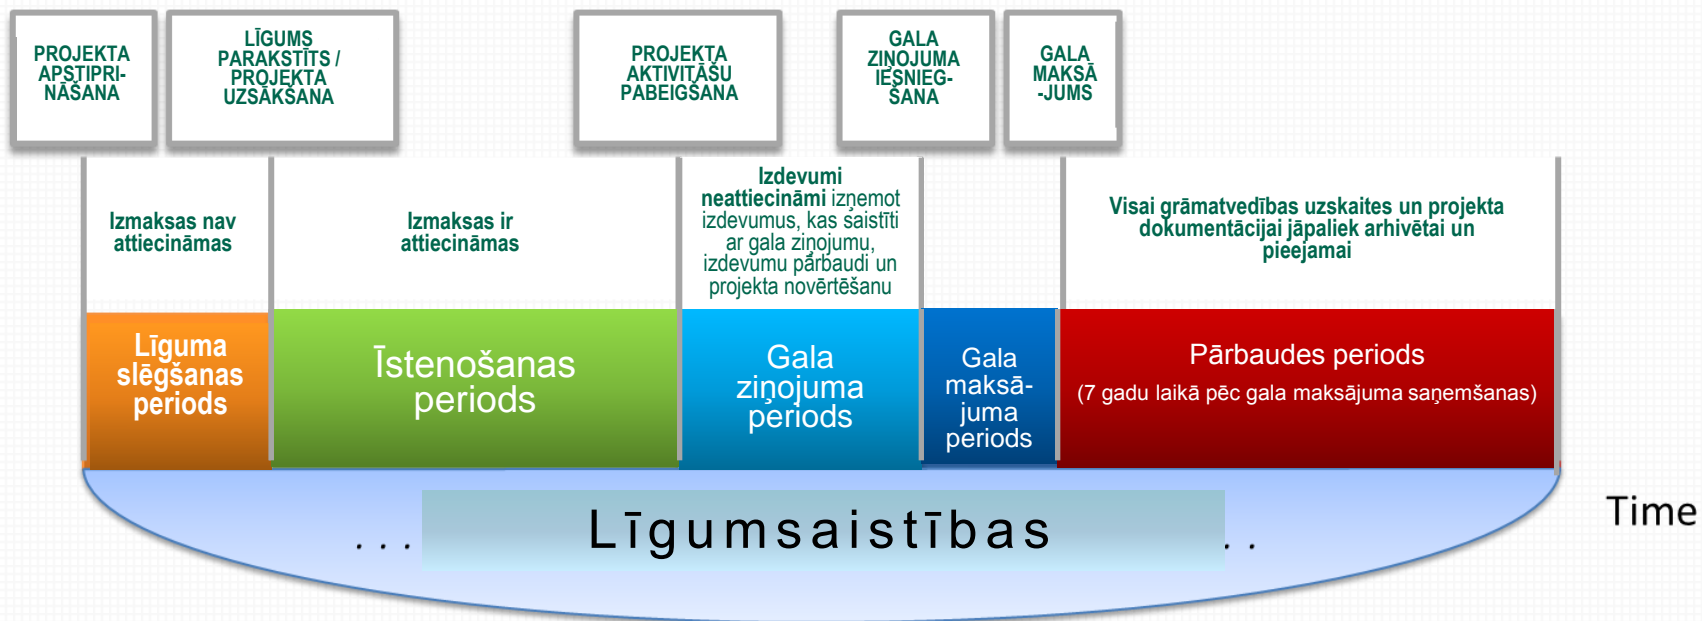 PROJEKTA
APSTIPRI-
NĀŠANA
LĪGUMS
PARAKSTĪTS /
PROJEKTA
UZSĀKŠANA
PROJEKTA
AKTIVITĀŠU
PABEIGŠANA
GALA
ZIŅOJUMA
IESNIEG-
ŠANA
GALA
MAKSĀ
-JUMS
Izmaksas nav
attiecināmas
Izmaksas ir
attiecināmas
Izdevumi
neattiecināmi izņemot
izdevumus, kas saistīti
ar gala ziņojumu,
izdevumu pārbaudi un
projekta novērtēšanu
Visai grāmatvedības uzskaites un projekta
dokumentācijai jāpaliek arhivētai un
pieejamai
Līguma
slēgšanas
periods
Īstenošanas
periods
Gala
ziņojuma
periods
Gala
maksā-
juma
periods
Pārbaudes periods
(7 gadu laikā pēc gala maksājuma saņemšanas)
... Līgumsaistības ..
Time